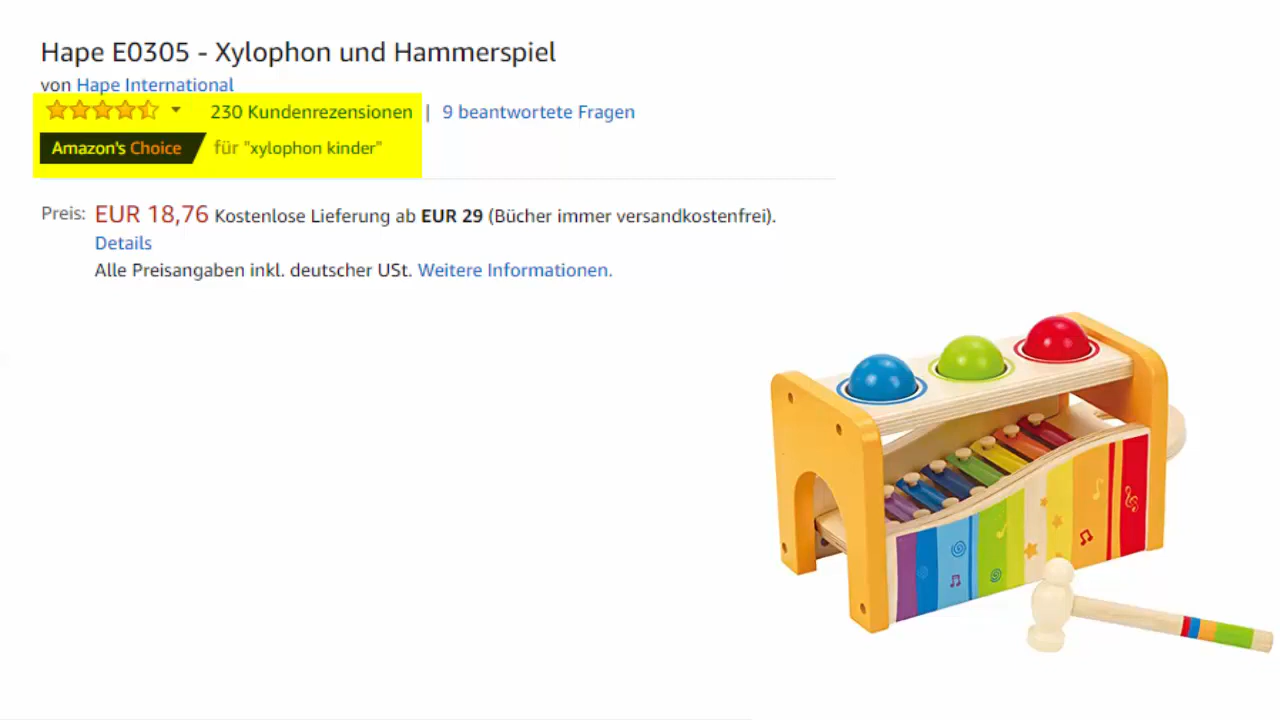 Hape E0305 - Xylophon und Hammerspiel
von Hape International
230 Kundenrezensionen | 9 beantwortete Fragen
Amazon's Choice für "xylophon kinder"
Preis: EUR 18,76 Kostenlose Lieferung ab EUR 29 (Bücher immer versandkostenfrei).
Details
Alle Preisangaben inkl. deutscher USt. Weitere Informationen.